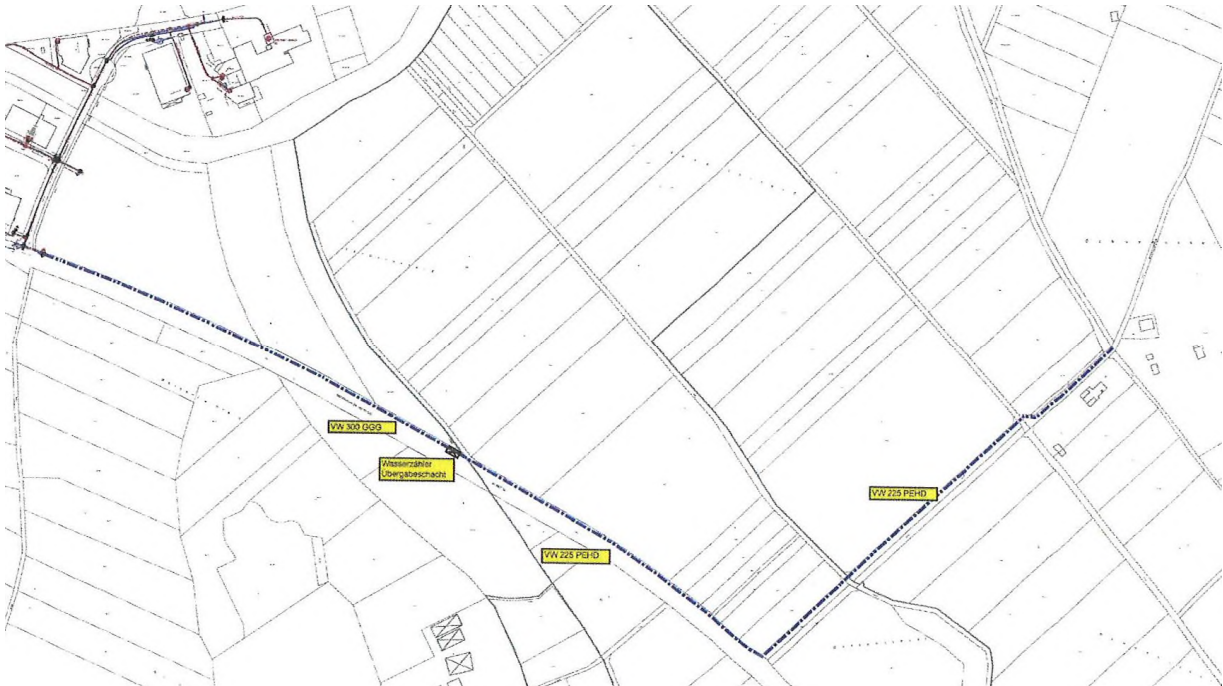 VW 300 GGG
Wasserzähler
Übergabeschacht
VW 225 PEHD
VW 225 PEHD